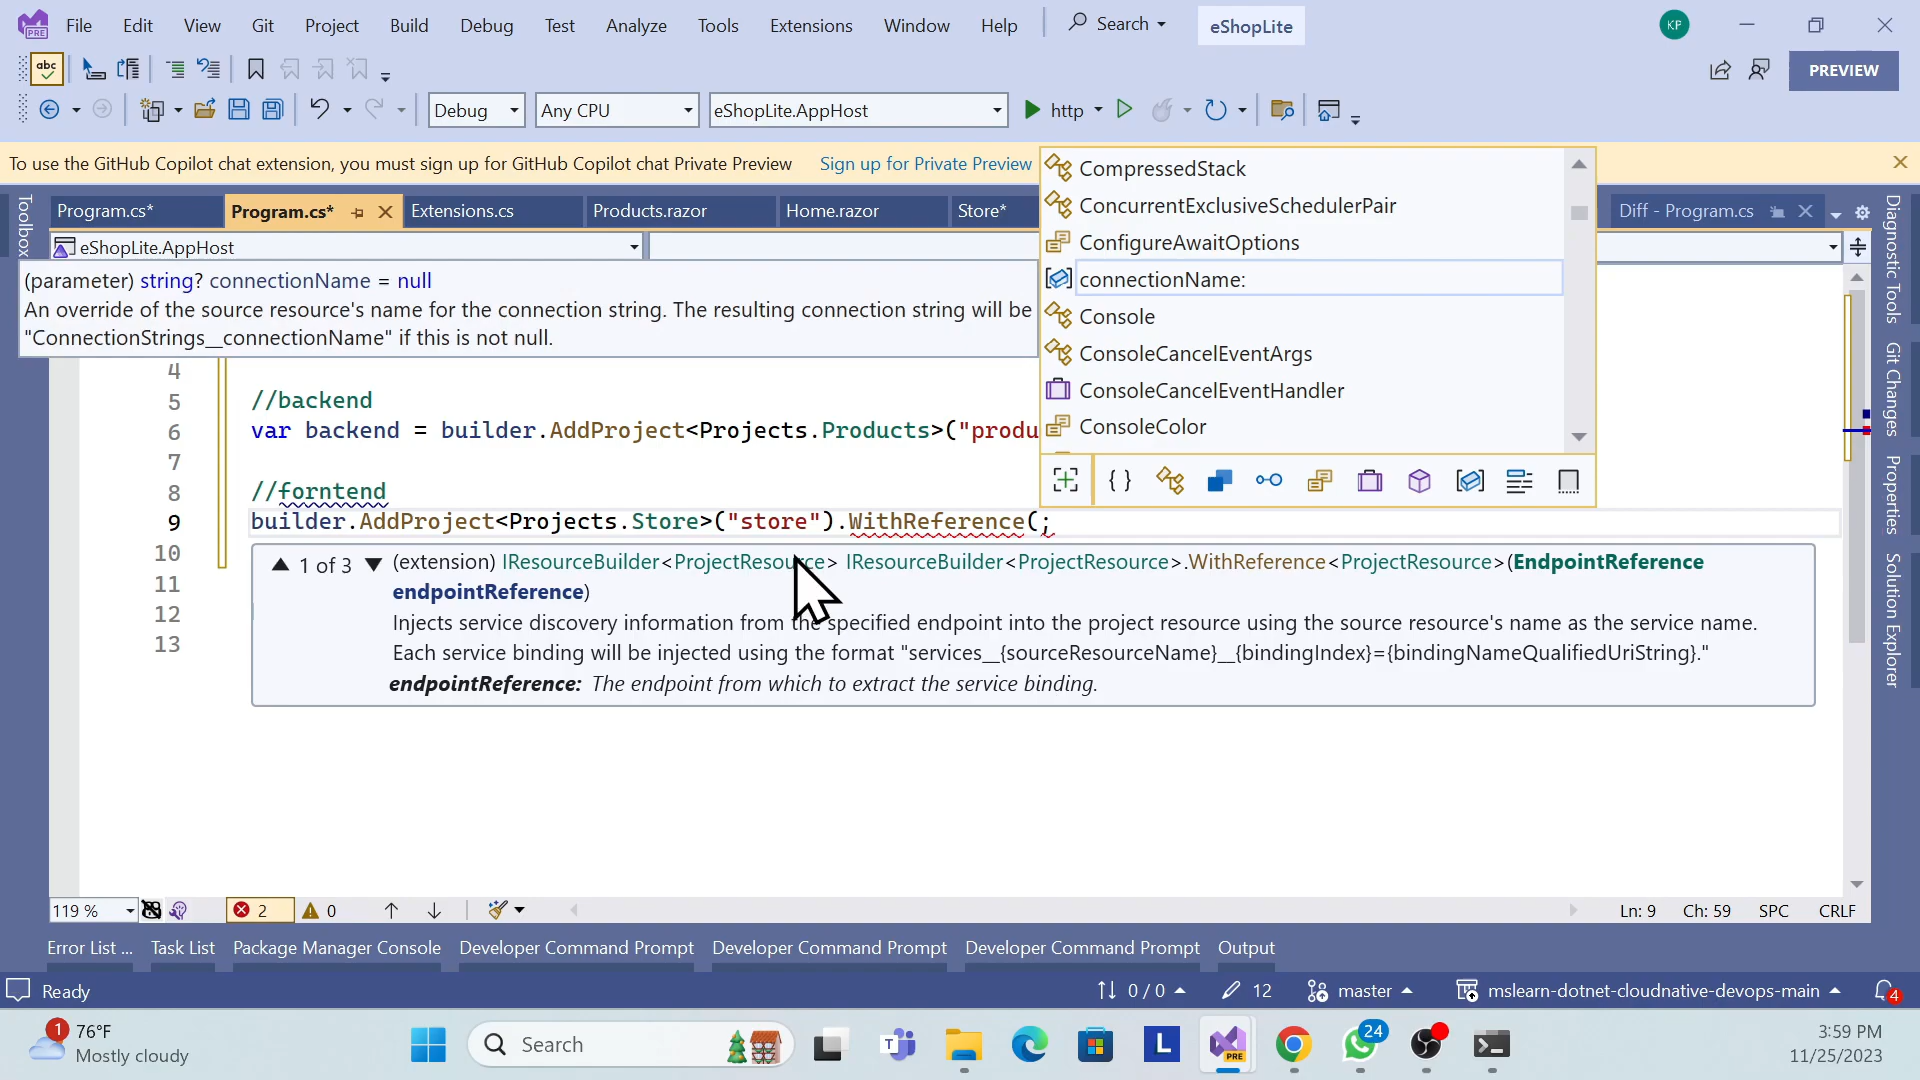 File Edit View Git Project Build Debug Test Analyze Tools Extensions Window Help Search eShopLite KP
abc PREVIEW
Debug Any CPU eShopLite.AppHost http
To use the GitHub Copilot chat extension, you must sign up for GitHub Copilot chat Private Preview Sign up for Private Preview
Toolbox
Program.cs* Program.cs* Extensions.cs Products.razor Home.razor Store* Diff - Program.cs
eShopLite.AppHost
CompressedStack
ConcurrentExclusiveSchedulerPair
ConfigureAwaitOptions
connectionName:
Console
ConsoleCancelEventArgs
ConsoleCancelEventHandler
ConsoleColor
(parameter) string? connectionName = null
An override of the source resource's name for the connection string. The resulting connection string will be
"ConnectionStrings__connectionName" if this is not null.
4
5 //backend
6 var backend = builder.AddProject<Projects.Products>("produ
7
8 //forntend
9 builder.AddProject<Projects.Store>("store").WithReference(;
10
11
12
13
1 of 3 (extension) IResourceBuilder<ProjectResource> IResourceBuilder<ProjectResource>.WithReference<ProjectResource>(EndpointReference
endpointReference)
Injects service discovery information from the specified endpoint into the project resource using the source resource's name as the service name.
Each service binding will be injected using the format "services__{sourceResourceName}__{bindingIndex}={bindingNameQualifiedUriString}."
endpointReference: The endpoint from which to extract the service binding.
Diagnostic Tools
Git Changes
Properties
Solution Explorer
119 % 2 0 Ln: 9 Ch: 59 SPC CRLF
Error List ... Task List Package Manager Console Developer Command Prompt Developer Command Prompt Developer Command Prompt Output
Ready 0 / 0 12 master mslearn-dotnet-cloudnative-devops-main 4
1 76°F
Mostly cloudy
Search T L PRE 24
3:59 PM
11/25/2023